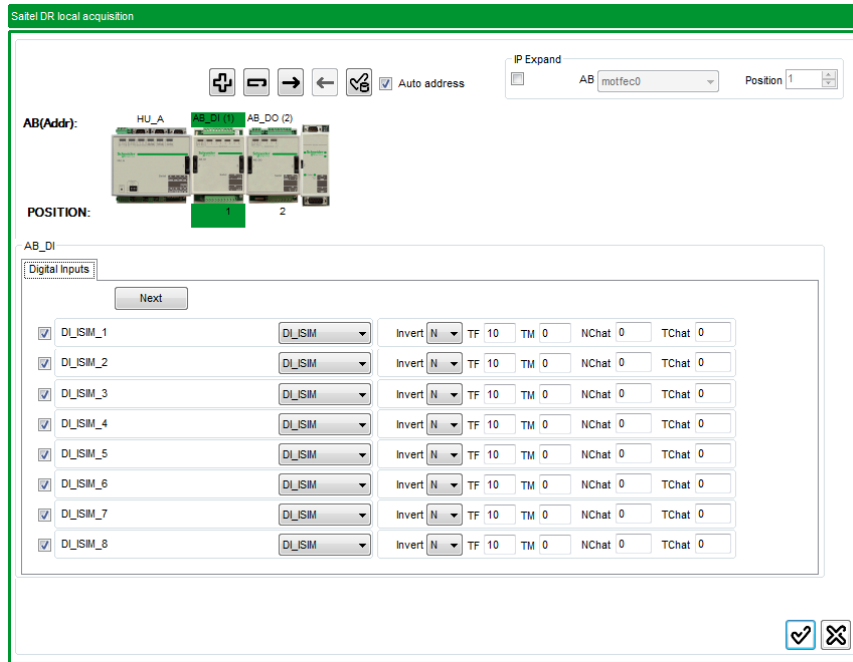 Saitel DR local acquisition
IP Expand
Auto address
AB motfec0
Position 1
AB(Addr): HU_A AB_DI (1) AB_DO (2)
POSITION: 1 2
AB_DI
Digital Inputs
Next
DI_ISIM_1 DI_ISIM Invert N TF 10 TM 0 NChat 0 TChat 0
DI_ISIM_2 DI_ISIM Invert N TF 10 TM 0 NChat 0 TChat 0
DI_ISIM_3 DI_ISIM Invert N TF 10 TM 0 NChat 0 TChat 0
DI_ISIM_4 DI_ISIM Invert N TF 10 TM 0 NChat 0 TChat 0
DI_ISIM_5 DI_ISIM Invert N TF 10 TM 0 NChat 0 TChat 0
DI_ISIM_6 DI_ISIM Invert N TF 10 TM 0 NChat 0 TChat 0
DI_ISIM_7 DI_ISIM Invert N TF 10 TM 0 NChat 0 TChat 0
DI_ISIM_8 DI_ISIM Invert N TF 10 TM 0 NChat 0 TChat 0